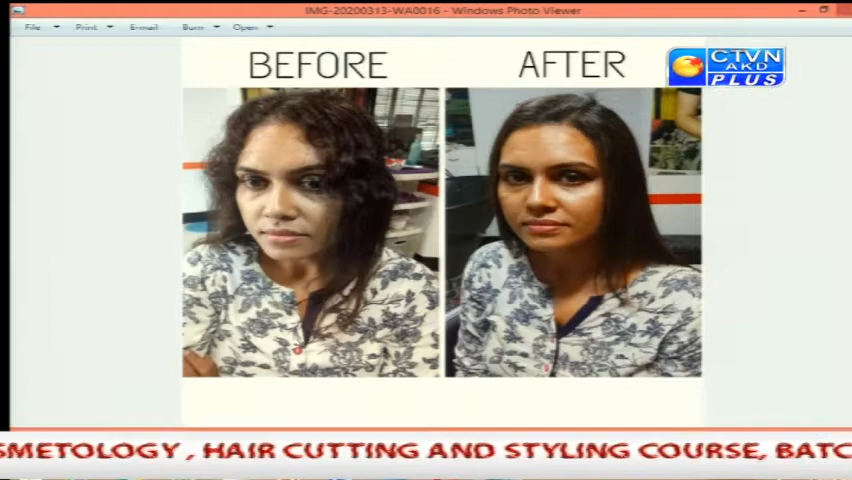 IMG-20200313-WA0016 - Windows Photo Viewer
File Print E-mail Burn Open
BEFORE AFTER
CTVN
AKD
PLUS
SMETOLOGY , HAIR CUTTING AND STYLING COURSE, BATC